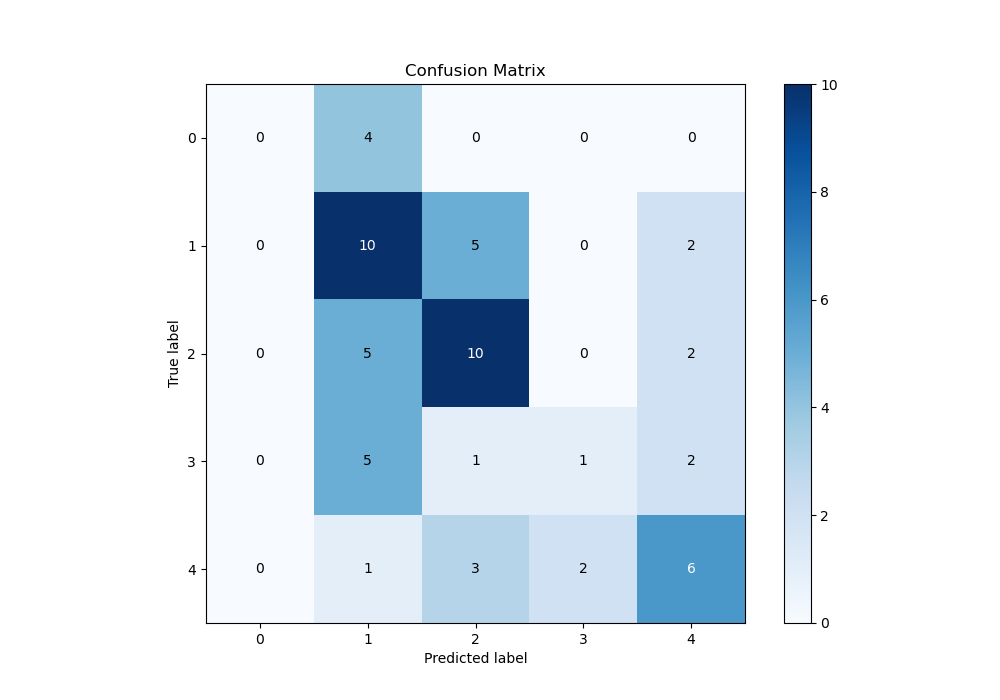 Confusion Matrix
0 0 4 0 0 0
1 0 10 5 0 2
2 0 5 10 0 2
3 0 5 1 1 2
4 0 1 3 2 6
0 1 2 3 4
True label
Predicted label
10
8
6
4
2
0